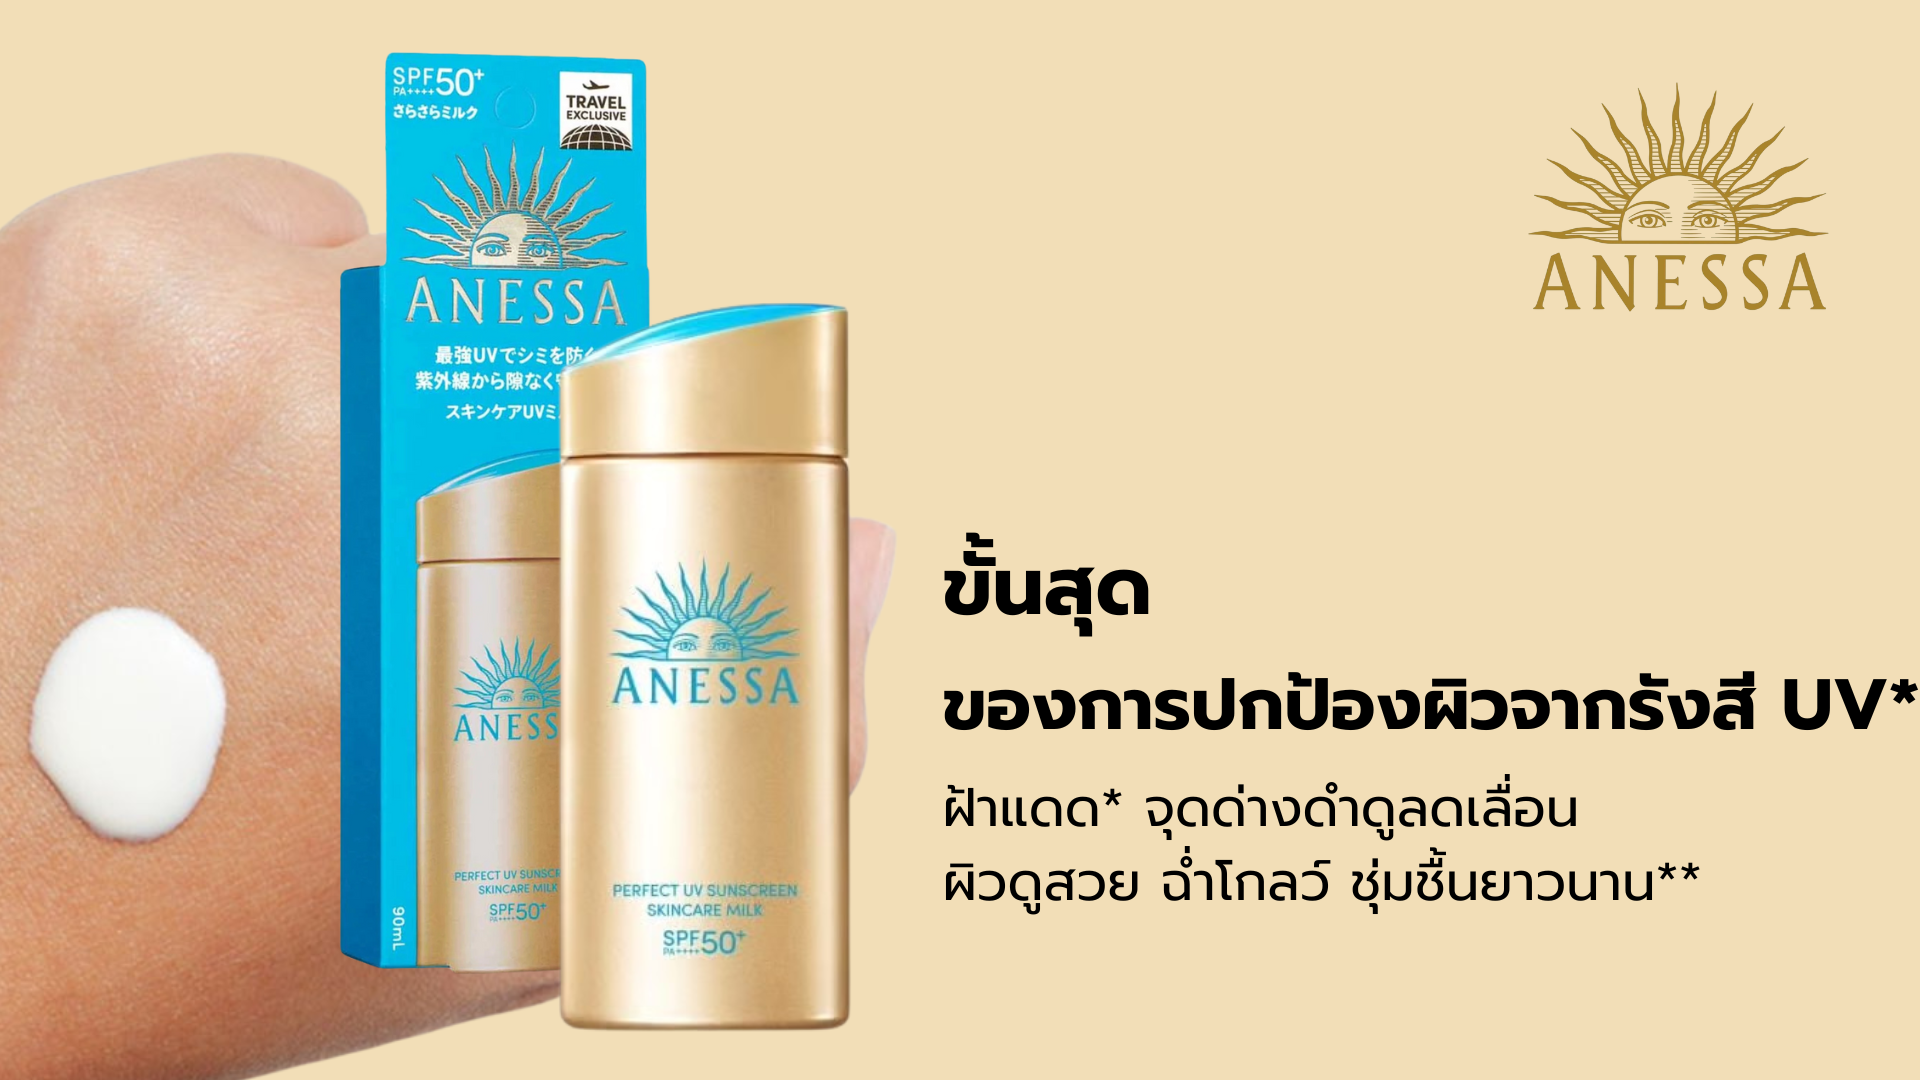 SPF50+
PA++++
さらさらミルク
TRAVEL
EXCLUSIVE
ANESSA
最強UVでシミを防
紫外線から隙なく
スキンケアUVミ
ANESS
PERFECT UV SUNSCR
SKINCARE MILK
SPF50+
PA++++
90mL
ANESSA
PERFECT UV SUNSCREEN
SKINCARE MILK
SPF50+
PA++++
ANESSA
ขั้นสุด
ของการปกป้องผิวจากรังสี UV*
ฝ้าแดด* จุดด่างดำดูลดเลื่อน
ผิวดูสวย ฉ่ำโกลว์ ชุ่มชื้นยาวนาน**